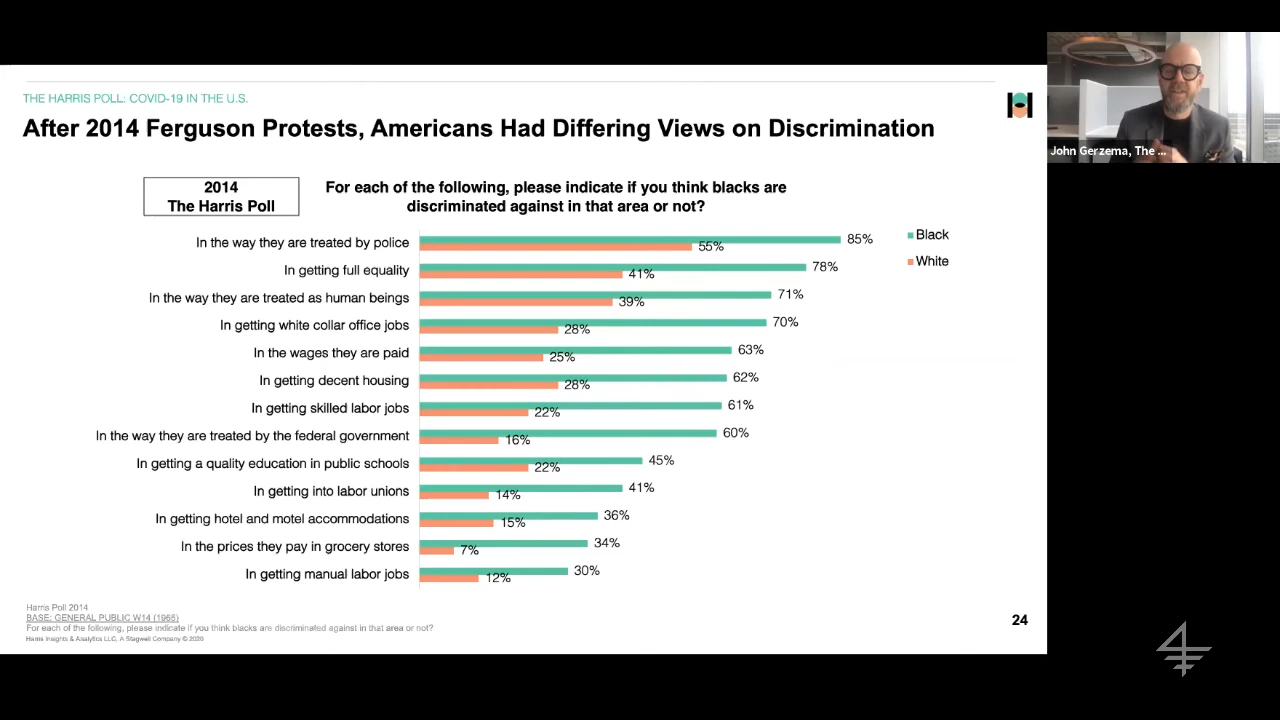 THE HARRIS POLL: COVID-19 IN THE U.S.
After 2014 Ferguson Protests, Americans Had Differing Views on Discrimination
John Gerzema, The ...
2014
The Harris Poll
For each of the following, please indicate if you think blacks are
discriminated against in that area or not?
Black
White
In the way they are treated by police 85% 55%
In getting full equality 78% 41%
In the way they are treated as human beings 71% 39%
In getting white collar office jobs 70% 28%
In the wages they are paid 63% 25%
In getting decent housing 62% 28%
In getting skilled labor jobs 61% 22%
In the way they are treated by the federal government 60% 16%
In getting a quality education in public schools 45% 22%
In getting into labor unions 41% 14%
In getting hotel and motel accommodations 36% 15%
In the prices they pay in grocery stores 34% 7%
In getting manual labor jobs 30% 12%
Harris Poll 2014
BASE: GENERAL PUBLIC W14 (1965)
For each of the following, please indicate if you think blacks are discriminated against in that area or not?
Harris Insights & Analytics LLC, A Stagwell Company © 2020
24